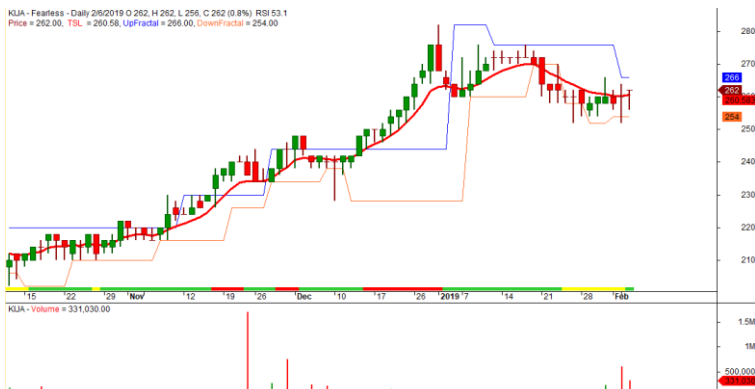 KIJA - Fearless - Daily 2/6/2019 O 262, H 262, L 256, C 262 (0.8%) RSI 53.1
Price = 262.00, TSL = 260.58, UpFractal = 266.00, DownFractal = 254.00
280
270
266
262
260.583
254
250
240
230
220
210
15 22 29 Nov 12 19 26 Dec 10 19 26 2019 7 14 21 28 Feb
KIJA - Volume = 331,030.00
1.5M
1M
500,000
331,030